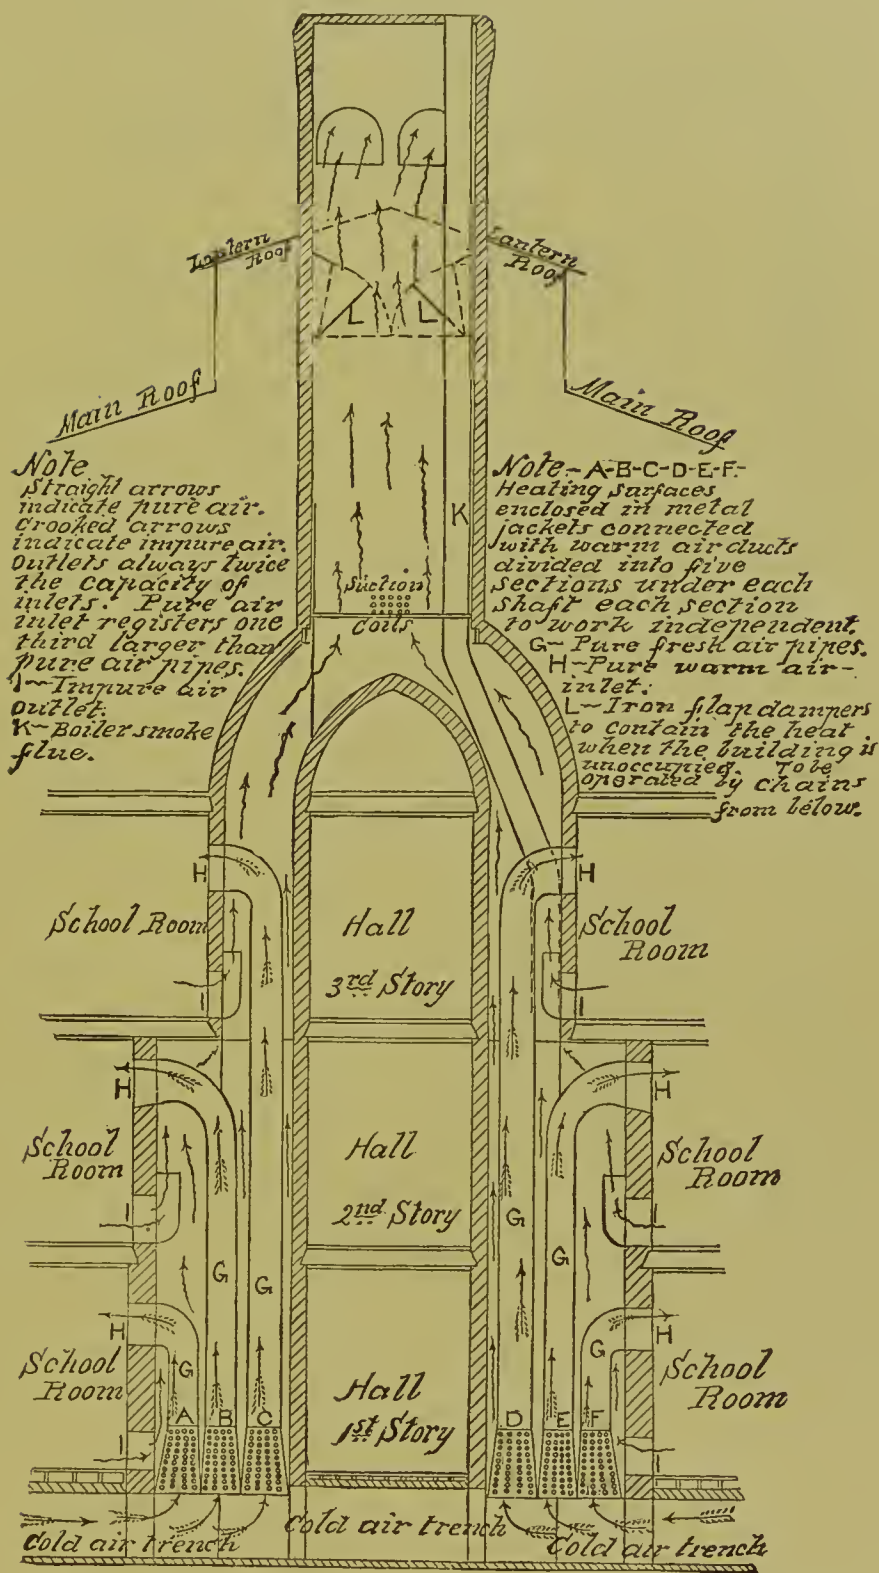 Lantern
Roof
Lantern
Roof
L
L
Main Roof
Main Roof
Note
Straight arrows
indicate pure air.
Crooked arrows
indicate impure air.
Outlets always twice
the capacity of
inlets. Pure air
inlet registers one
third larger than
pure air pipes.
I~Impure air
outlet.
K~Boiler smoke
flue.
K
Suction
Coils
Note-A-B-C-D-E-F-
Heating surfaces
enclosed in metal
jackets connected
with warm air ducts
divided into five
sections under each
shaft each section
to work independent.
G~Pure fresh air pipes.
H~Pure warm air-
inlet.
L~Iron flap dampers
to contain the heat
when the building is
unoccupied. To be
operated by chains
from below.
H
H
School Room
Hall
3rd Story
School
Room
I
I
H
H
School
Room
Hall
2nd Story
School
Room
I
I
G
G
G
G
H
H
School
Room
G
Hall
1st Story
G
School
Room
A
B
C
D
E
F
I
I
Cold air trench
Cold air trench
Cold air trench